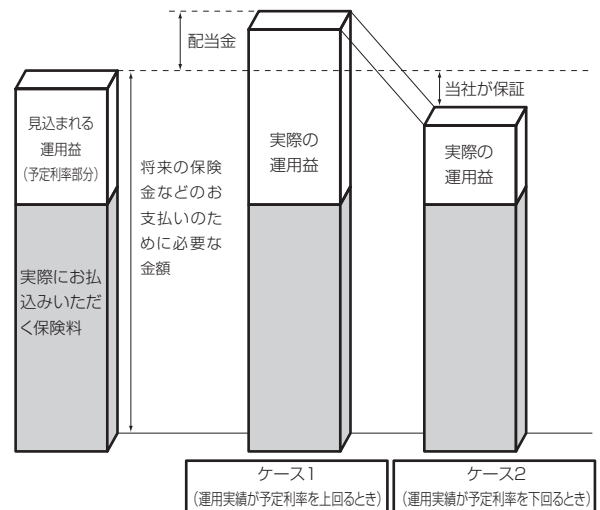 配当金
当社が保証
見込まれる
運用益
（予定利率部分）
将来の保険
金などのお
支払いのた
めに必要な
金額
実際の
運用益
実際の
運用益
実際にお払
込みいただ
く保険料
ケース1
（運用実績が予定利率を上回るとき）
ケース2
（運用実績が予定利率を下回るとき）